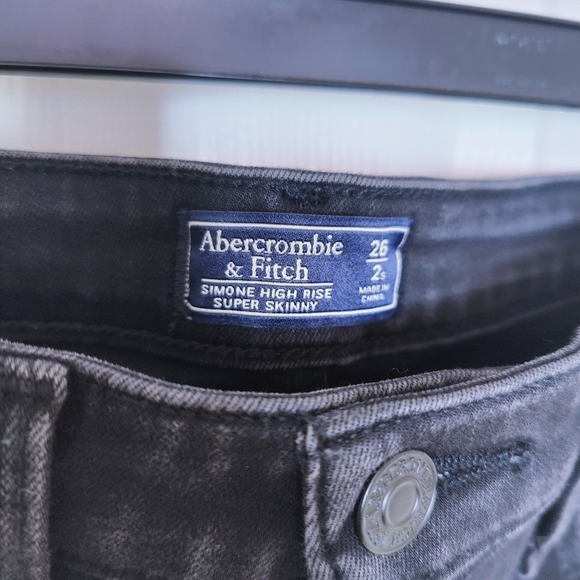 Abercrombie
& Fitch
SIMONE HIGH RISE
SUPER SKINNY
26
2s
MADE IN
CHINA